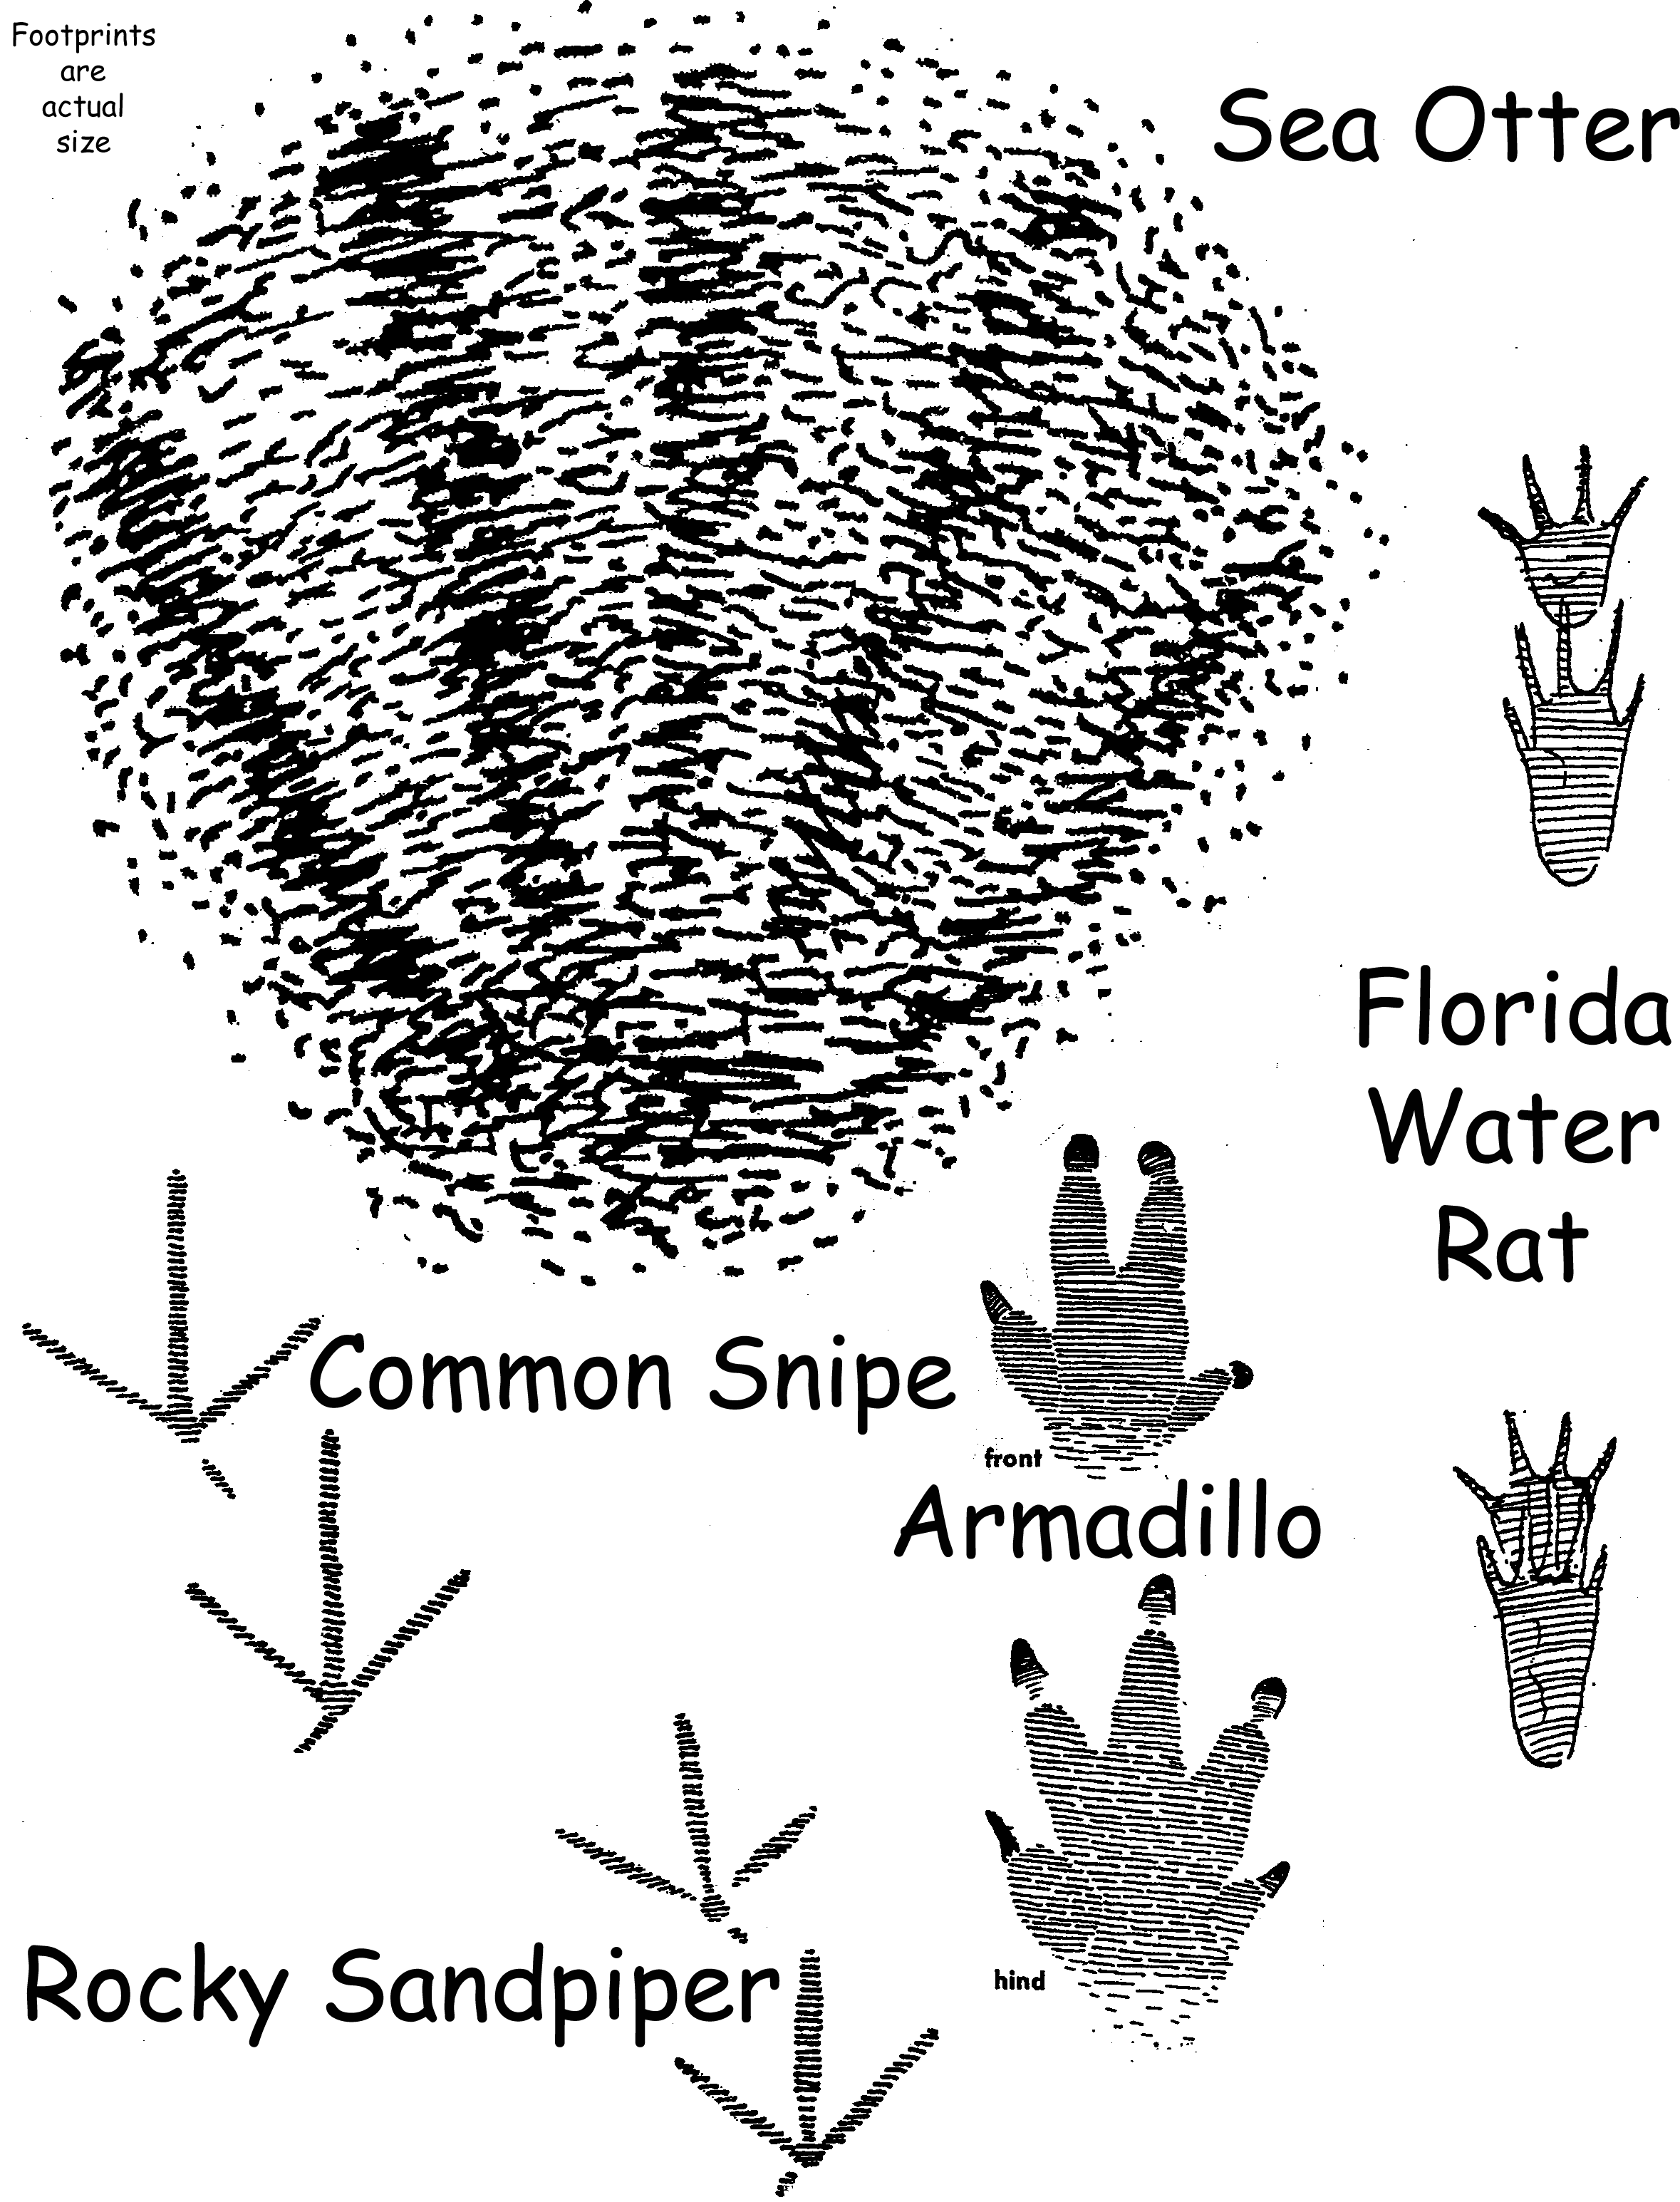 Footprints
are
actual
size
Sea Otter
Florida
Water
Rat
Common Snipe
front
Armadillo
hind
Rocky Sandpiper